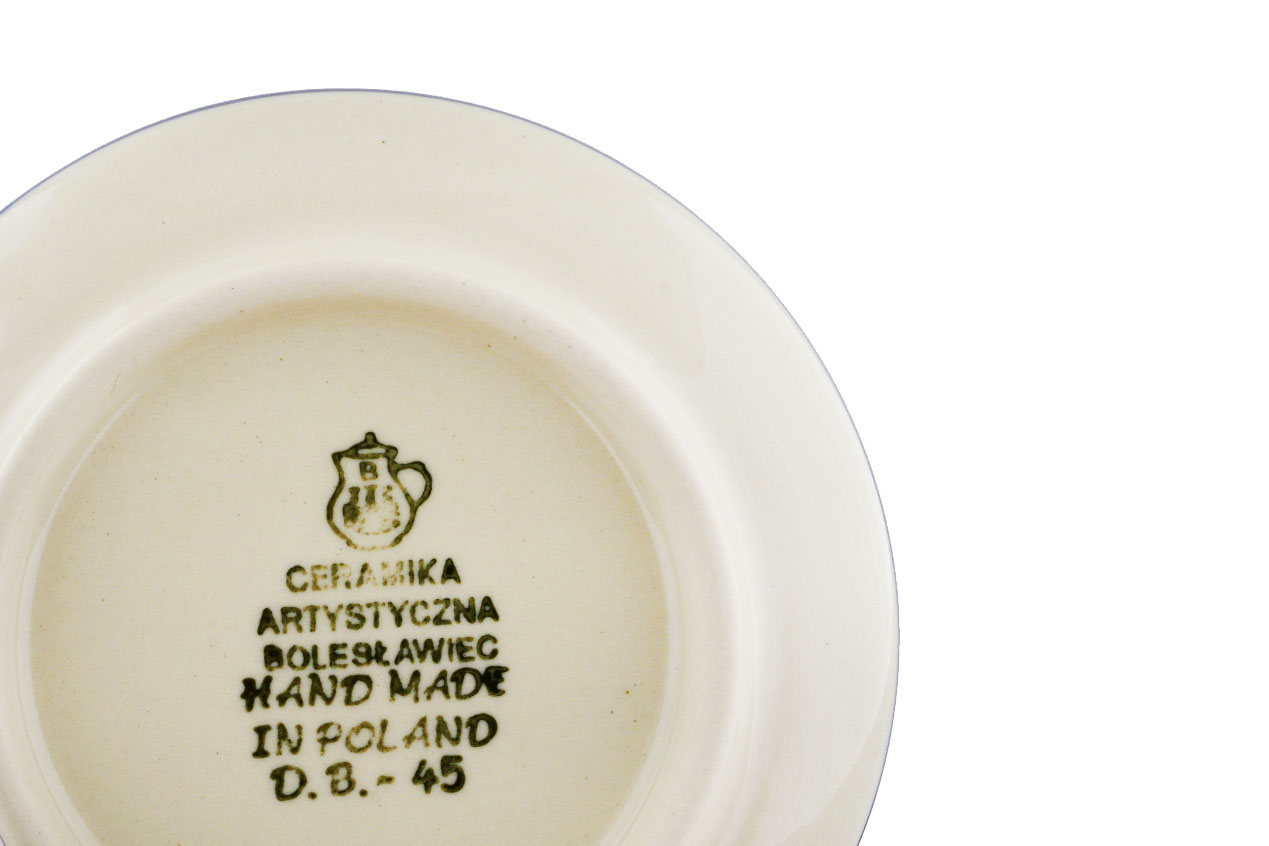 B
CERAMIKA
ARTYSTYCZNA
BOLESŁAWIEC
HAND MADE
IN POLAND
D.B.- 45